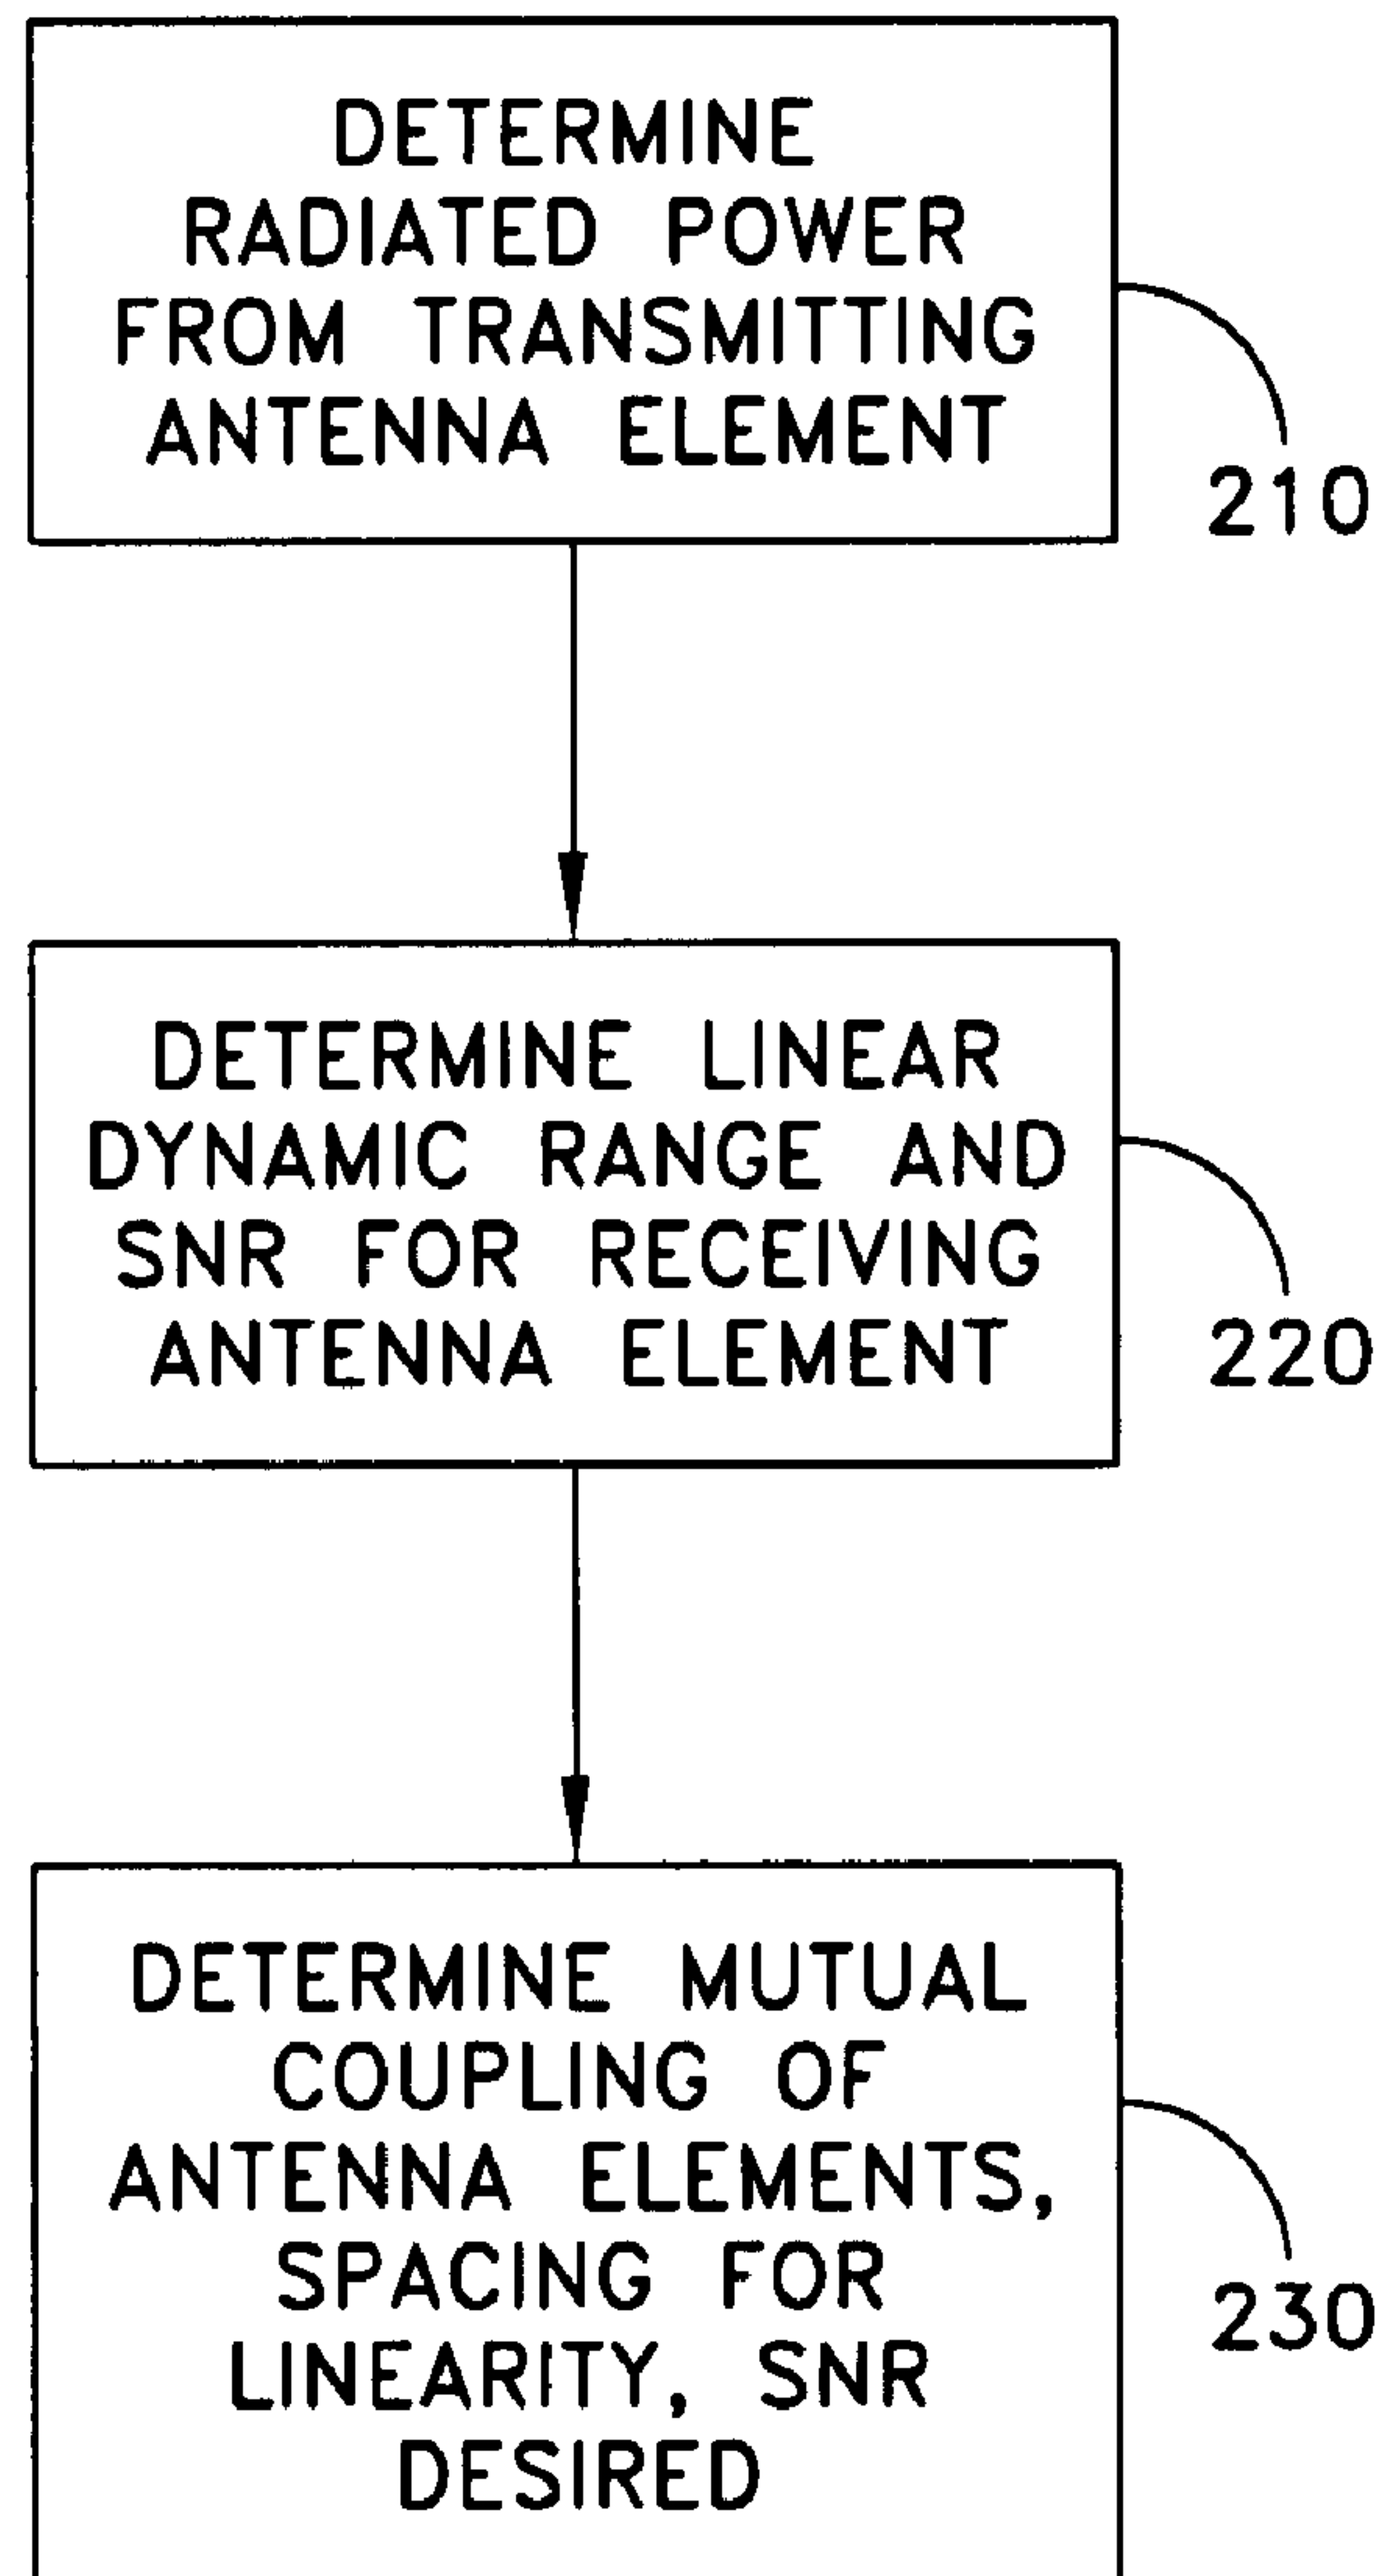 DETERMINE
RADIATED POWER
FROM TRANSMITTING
ANTENNA ELEMENT
210
DETERMINE LINEAR
DYNAMIC RANGE AND
SNR FOR RECEIVING
ANTENNA ELEMENT
220
DETERMINE MUTUAL
COUPLING OF
ANTENNA ELEMENTS,
SPACING FOR
LINEARITY, SNR
DESIRED
230